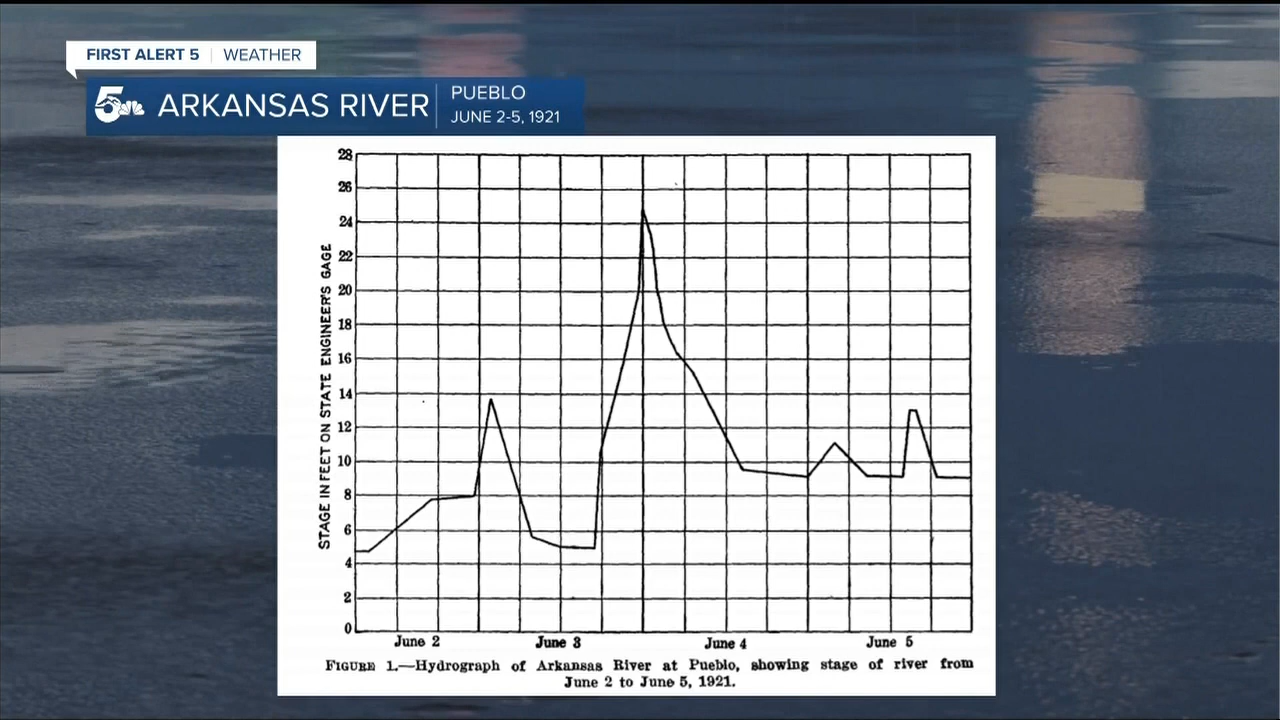 FIRST ALERT 5 | WEATHER
5 ARKANSAS RIVER
PUEBLO
JUNE 2-5, 1921
STAGE IN FEET ON STATE ENGINEER'S GAGE
28
26
24
22
20
18
16
14
12
10
8
6
4
2
0
June 2 June 3 June 4 June 5
FIGURE 1.—Hydrograph of Arkansas River at Pueblo, showing stage of river from
June 2 to June 5, 1921.